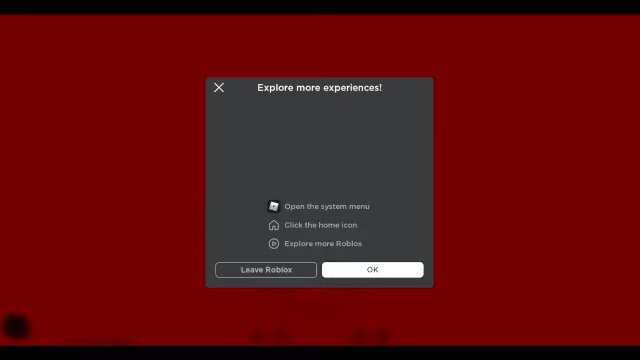 Explore more experiences!
Open the system menu
Click the home icon
Explore more Roblox
Leave Roblox
OK